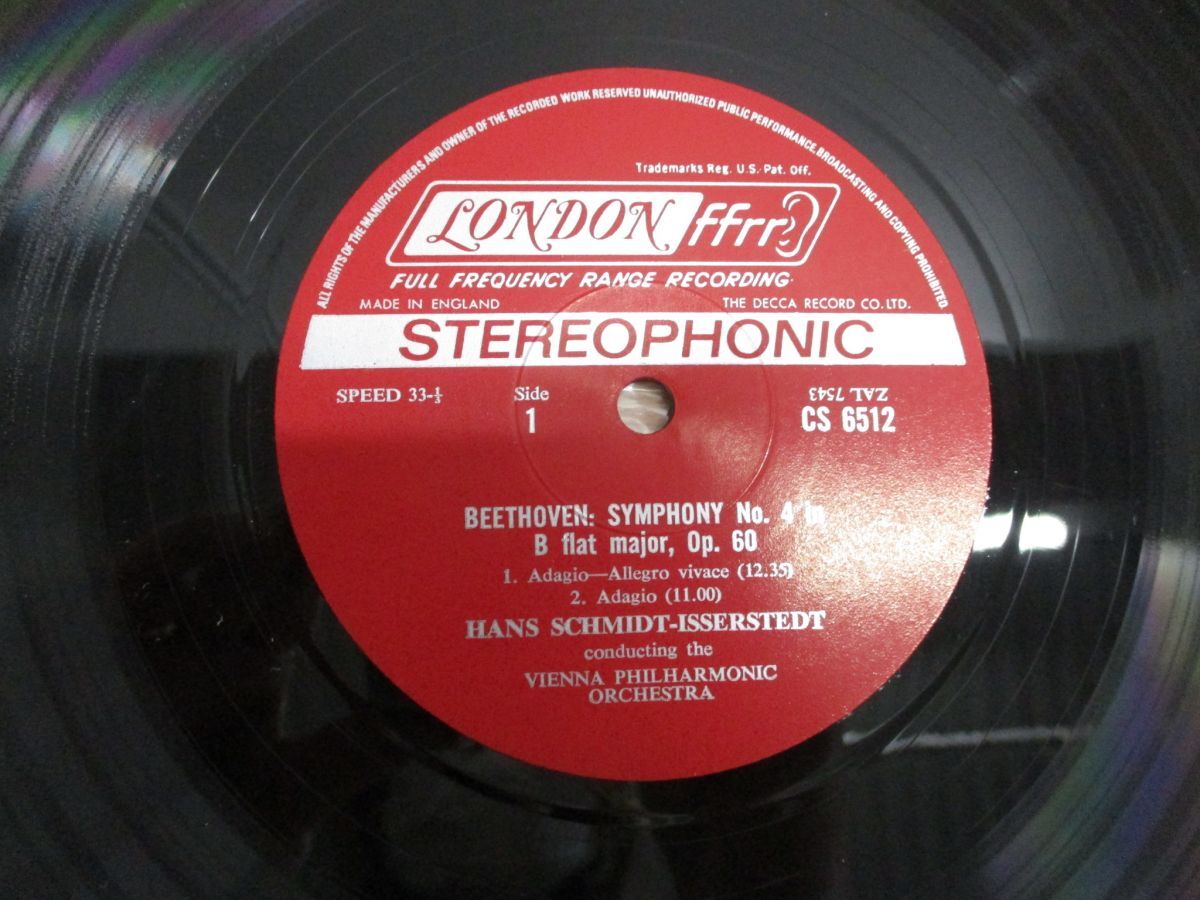 ALL RIGHTS OF THE MANUFACTURERS AND OWNER OF THE RECORDED WORK RESERVED UNAUTHORIZED PUBLIC PERFORMANCE, BROADCASTING AND COPYING PROHIBITED
Trademarks Reg. U.S. Pat. Off.
LONDON ffrr
FULL FREQUENCY RANGE RECORDING
MADE IN ENGLAND THE DECCA RECORD CO. LTD.
STEREOPHONIC
SPEED 33-⅓ Side ZAL 7543
1 CS 6512
BEETHOVEN: SYMPHONY No. 4 in
B flat major, Op. 60
1. Adagio—Allegro vivace (12.35)
2. Adagio (11.00)
HANS SCHMIDT-ISSERSTEDT
conducting the
VIENNA PHILHARMONIC
ORCHESTRA